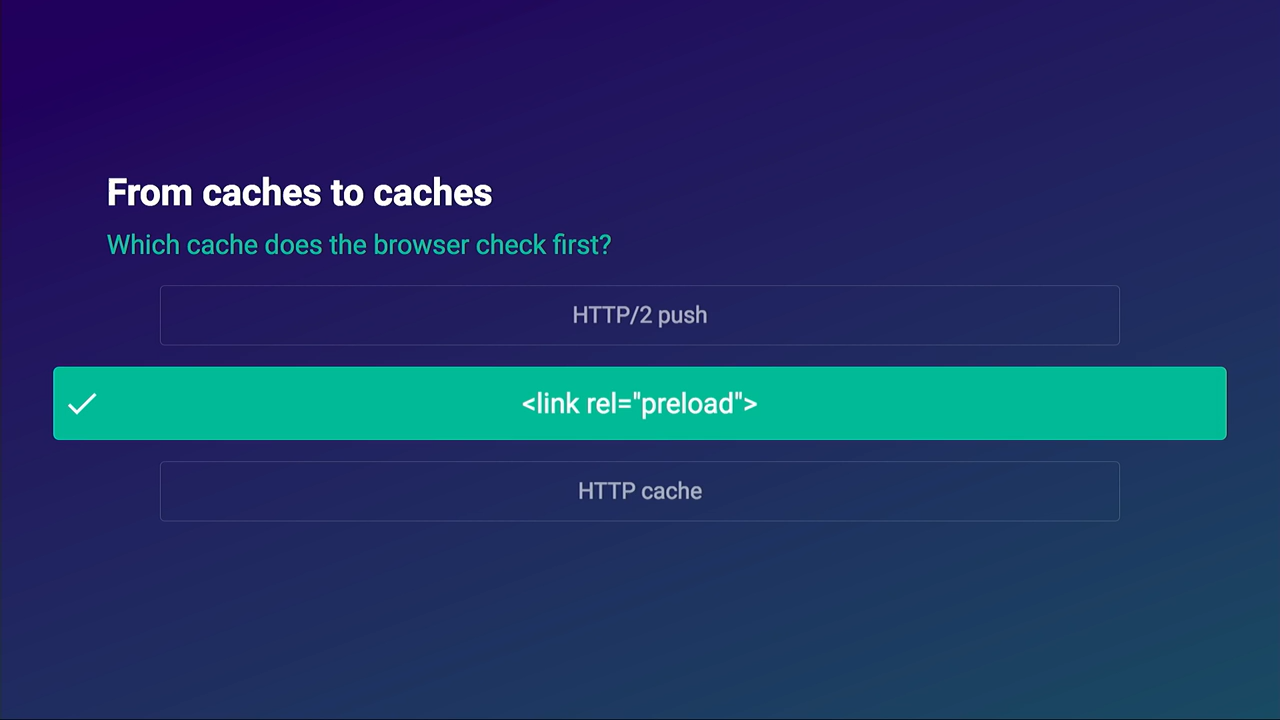 From caches to caches
Which cache does the browser check first?
HTTP/2 push
<link rel="preload">
HTTP cache